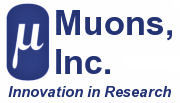 μ Muons,
Inc.
Innovation in Research